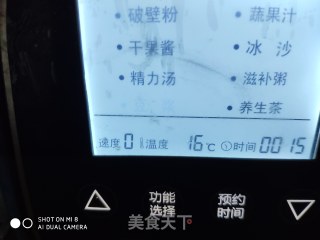 • 破壁粉 • 蔬果汁
• 干果酱 • 冰 沙
• 精力汤 • 滋补粥
• 养生茶
速度 0 温度 16℃ 时间 00 15
功能 预约
选择 时间
SHOT ON MI 8
AI DUAL CAMERA
美食天下